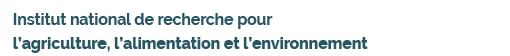 Institut national de recherche pour
l’agriculture, l’alimentation et l’environnement